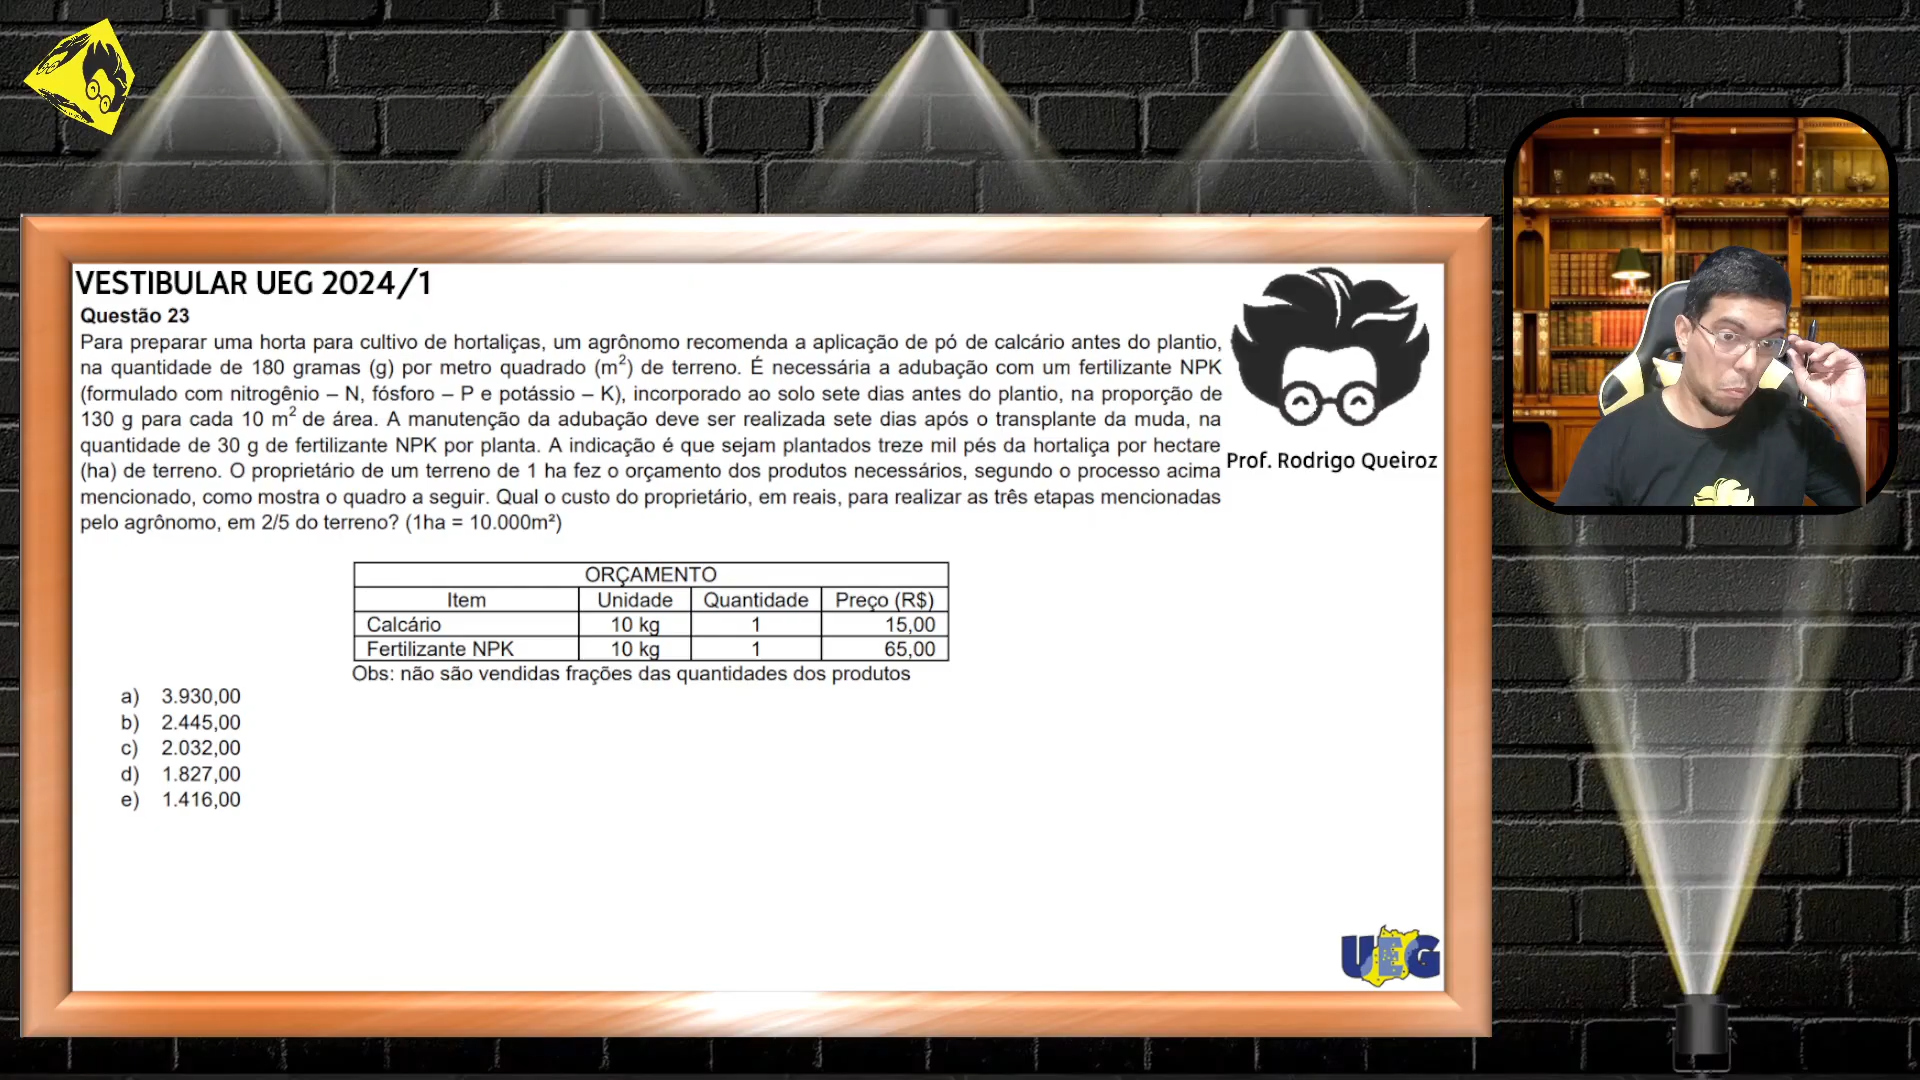 VESTIBULAR UEG 2024/1
Questão 23
Para preparar uma horta para cultivo de hortaliças, um agrônomo recomenda a aplicação de pó de calcário antes do plantio,
na quantidade de 180 gramas (g) por metro quadrado (m²) de terreno. É necessária a adubação com um fertilizante NPK
(formulado com nitrogênio – N, fósforo – P e potássio – K), incorporado ao solo sete dias antes do plantio, na proporção de
130 g para cada 10 m² de área. A manutenção da adubação deve ser realizada sete dias após o transplante da muda, na
quantidade de 30 g de fertilizante NPK por planta. A indicação é que sejam plantados treze mil pés da hortaliça por hectare
(ha) de terreno. O proprietário de um terreno de 1 ha fez o orçamento dos produtos necessários, segundo o processo acima
mencionado, como mostra o quadro a seguir. Qual o custo do proprietário, em reais, para realizar as três etapas mencionadas
pelo agrônomo, em 2/5 do terreno? (1ha = 10.000m²)
Prof. Rodrigo Queiroz
ORÇAMENTO
Item Unidade Quantidade Preço (R$)
Calcário 10 kg 1 15,00
Fertilizante NPK 10 kg 1 65,00
Obs: não são vendidas frações das quantidades dos produtos
a) 3.930,00
b) 2.445,00
c) 2.032,00
d) 1.827,00
e) 1.416,00
UEG